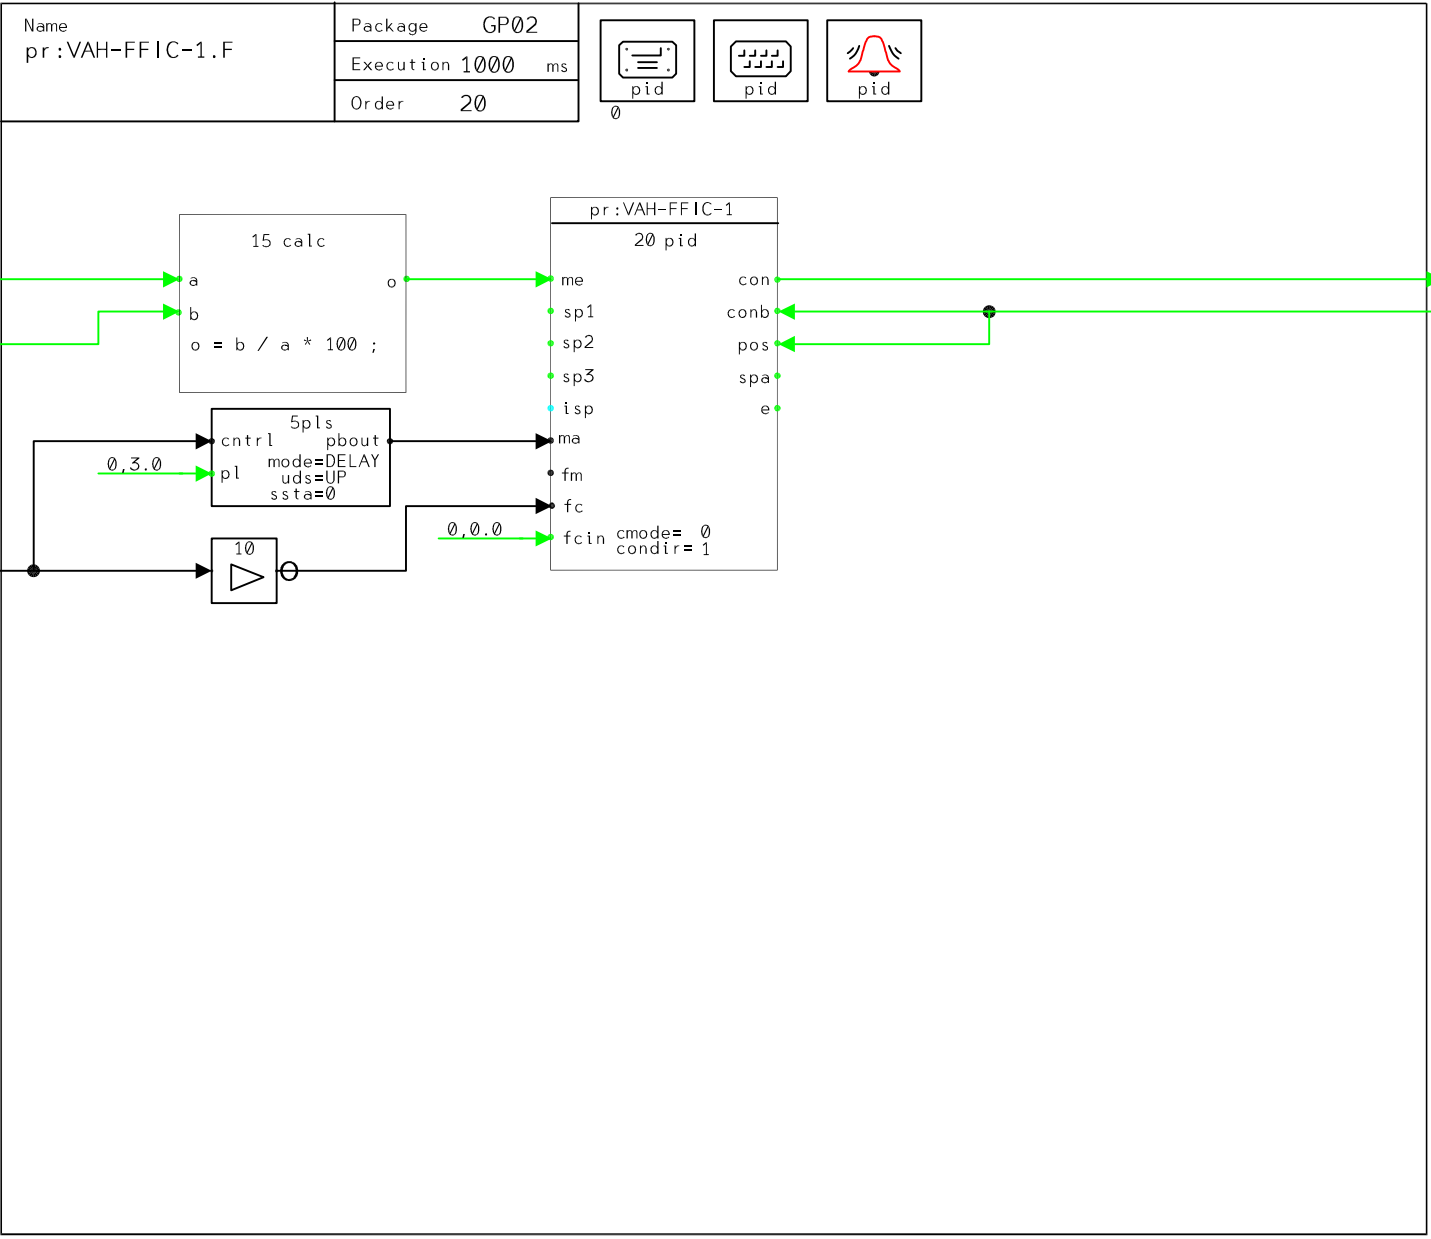 Name
pr:VAH-FFIC-1.F
Package GP02
Execution 1000 ms
Order 20
pid
0
pid
pid
15 calc
a
o
b
o = b / a * 100 ;
5pls
cntrl pbout
0,3.0
mode=DELAY
pl
uds=UP
ssta=0
10
pr:VAH-FFIC-1
20 pid
me con
sp1 conb
sp2 pos
sp3 spa
isp e
ma
fm
fc
0,0.0
fcin cmode= 0
condir= 1